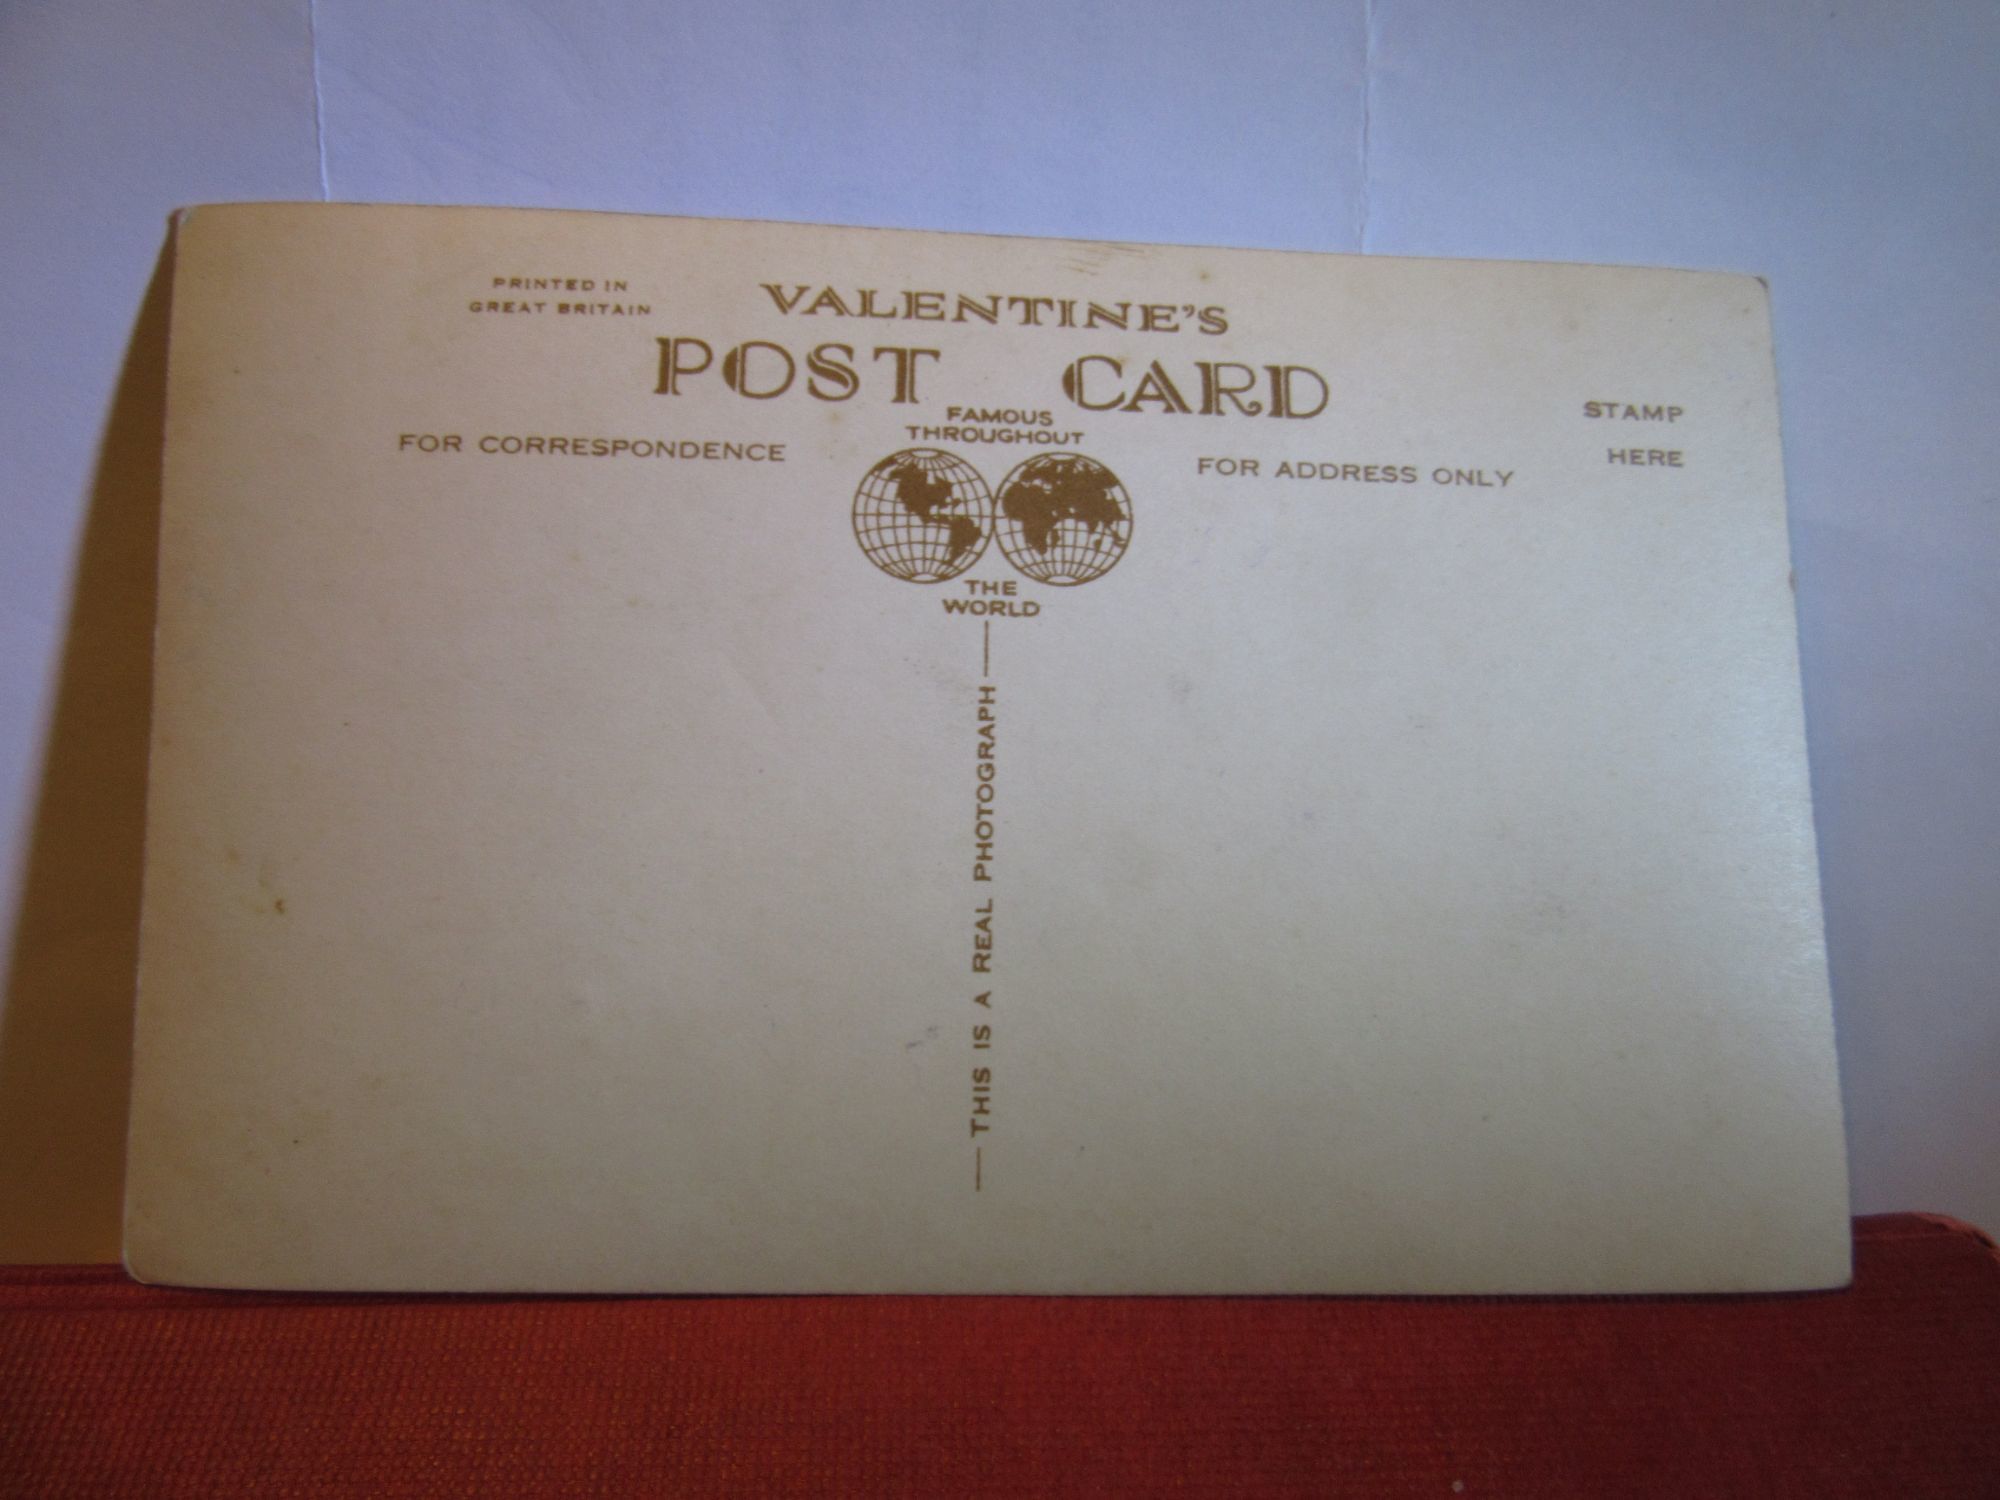 PRINTED IN
GREAT BRITAIN
VALENTINE'S
POST CARD
FAMOUS
THROUGHOUT
THE
WORLD
FOR CORRESPONDENCE
FOR ADDRESS ONLY
STAMP
HERE
THIS IS A REAL PHOTOGRAPH